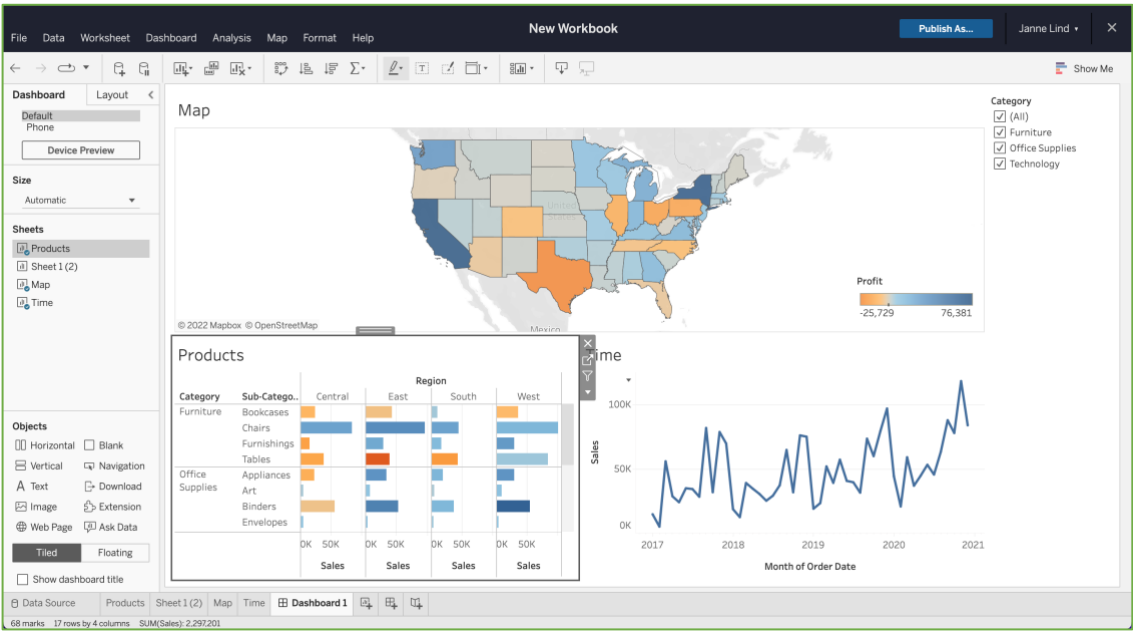 New Workbook
Publish As...
Janne Lind
File Data Worksheet Dashboard Analysis Map Format Help
Show Me
Dashboard Layout
Default
Phone
Device Preview
Size
Automatic
Sheets
Products
Sheet 1 (2)
Map
Time
Objects
Horizontal Blank
Vertical Navigation
Text Download
Image Extension
Web Page Ask Data
Tiled Floating
Show dashboard title
Map
United
States
Mexico
© 2022 Mapbox © OpenStreetMap
Profit
-25,729 76,381
Category
(All)
Furniture
Office Supplies
Technology
Products
Region
Category Sub-Catego.. Central East South West
Furniture Bookcases
Chairs
Furnishings
Tables
Office Supplies Appliances
Art
Binders
Envelopes
0K 50K 0K 50K 0K 50K 0K 50K
Sales Sales Sales Sales
Time
100K
50K
0K
Sales
2017 2018 2019 2020 2021
Month of Order Date
Data Source Products Sheet 1 (2) Map Time Dashboard 1
68 marks 17 rows by 4 columns SUM(Sales): 2,297,201